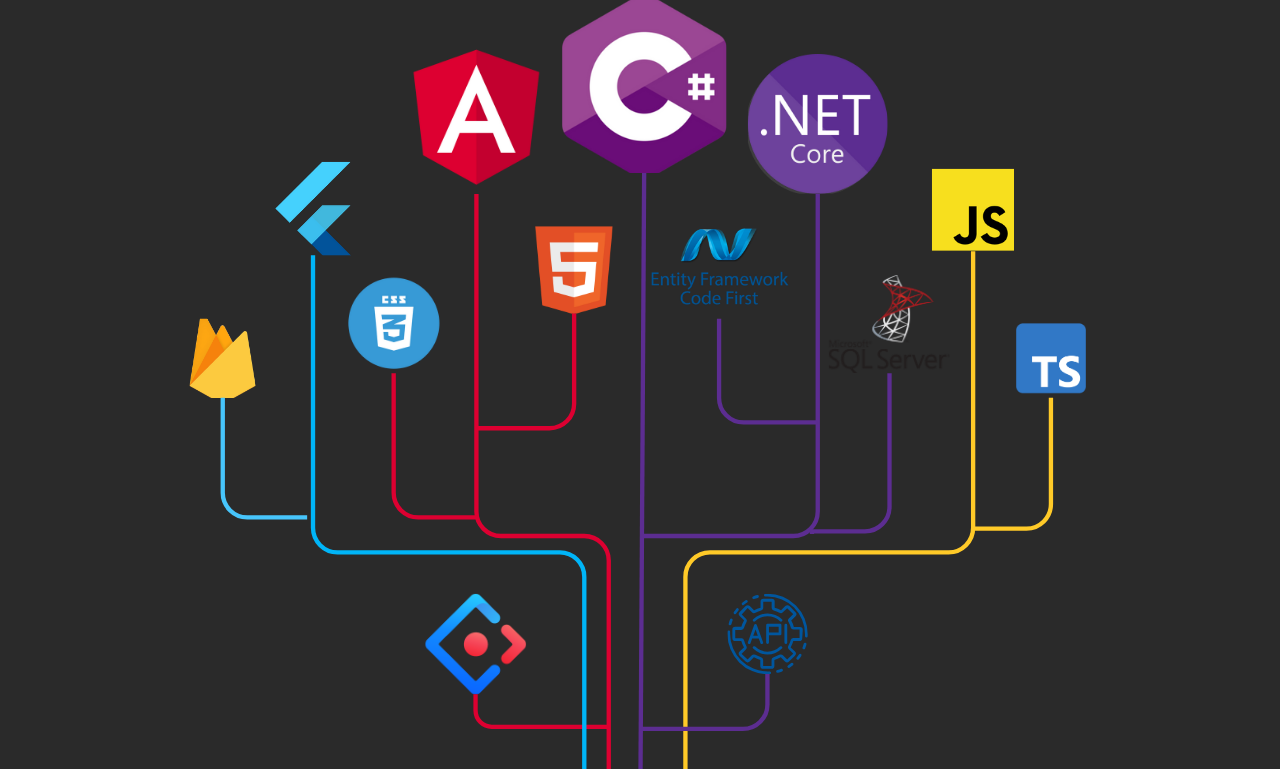 A
C#
.NET
Core
JS
5
Entity Framework
Code First
CSS
3
Microsoft
SQL Server
TS
API